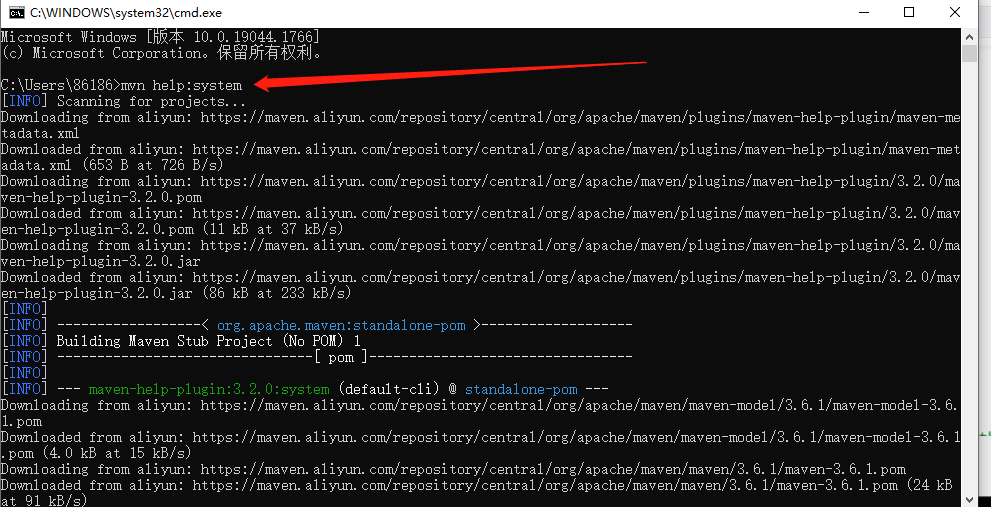 C:\WINDOWS\system32\cmd.exe
Microsoft Windows [版本 10.0.19044.1766]
(c) Microsoft Corporation。保留所有权利。
C:\Users\86186>mvn help:system
[INFO] Scanning for projects...
Downloading from aliyun: https://maven.aliyun.com/repository/central/org/apache/maven/plugins/maven-help-plugin/maven-me
tadata.xml
Downloaded from aliyun: https://maven.aliyun.com/repository/central/org/apache/maven/plugins/maven-help-plugin/maven-met
adata.xml (653 B at 726 B/s)
Downloading from aliyun: https://maven.aliyun.com/repository/central/org/apache/maven/plugins/maven-help-plugin/3.2.0/ma
ven-help-plugin-3.2.0.pom
Downloaded from aliyun: https://maven.aliyun.com/repository/central/org/apache/maven/plugins/maven-help-plugin/3.2.0/mav
en-help-plugin-3.2.0.pom (11 kB at 37 kB/s)
Downloading from aliyun: https://maven.aliyun.com/repository/central/org/apache/maven/plugins/maven-help-plugin/3.2.0/ma
ven-help-plugin-3.2.0.jar
Downloaded from aliyun: https://maven.aliyun.com/repository/central/org/apache/maven/plugins/maven-help-plugin/3.2.0/mav
en-help-plugin-3.2.0.jar (86 kB at 233 kB/s)
[INFO]
[INFO] ------------------< org.apache.maven:standalone-pom >-------------------
[INFO] Building Maven Stub Project (No POM) 1
[INFO] --------------------------------[ pom ]---------------------------------
[INFO]
[INFO] --- maven-help-plugin:3.2.0:system (default-cli) @ standalone-pom ---
Downloading from aliyun: https://maven.aliyun.com/repository/central/org/apache/maven/maven-model/3.6.1/maven-model-3.6.
1.pom
Downloaded from aliyun: https://maven.aliyun.com/repository/central/org/apache/maven/maven-model/3.6.1/maven-model-3.6.1
.pom (4.0 kB at 15 kB/s)
Downloading from aliyun: https://maven.aliyun.com/repository/central/org/apache/maven/maven/3.6.1/maven-3.6.1.pom
Downloaded from aliyun: https://maven.aliyun.com/repository/central/org/apache/maven/maven/3.6.1/maven-3.6.1.pom (24 kB
at 91 kB/s)